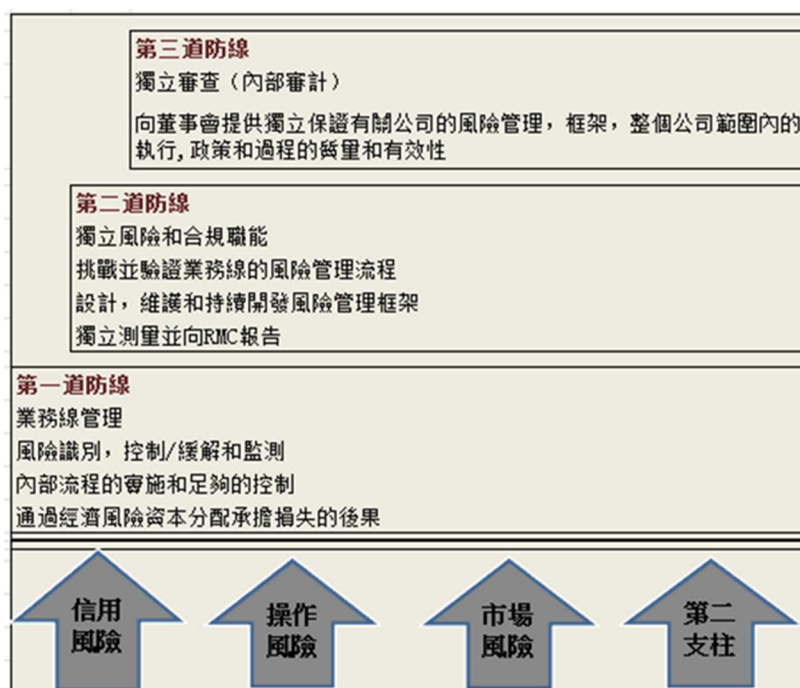 第三道防線
獨立審查（內部審計）
向董事會提供獨立保證有關公司的風險管理，框架，整個公司範圍內的
執行,政策和過程的質量和有效性
第二道防線
獨立風險和合規職能
挑戰並驗證業務線的風險管理流程
設計，維護和持續開發風險管理框架
獨立測量並向RMC報告
第一道防線
業務線管理
風險識別，控制/緩解和監測
內部流程的實施和足夠的控制
通過經濟風險資本分配承擔損失的後果
信用
風險
操作
風險
市場
風險
第二
支柱